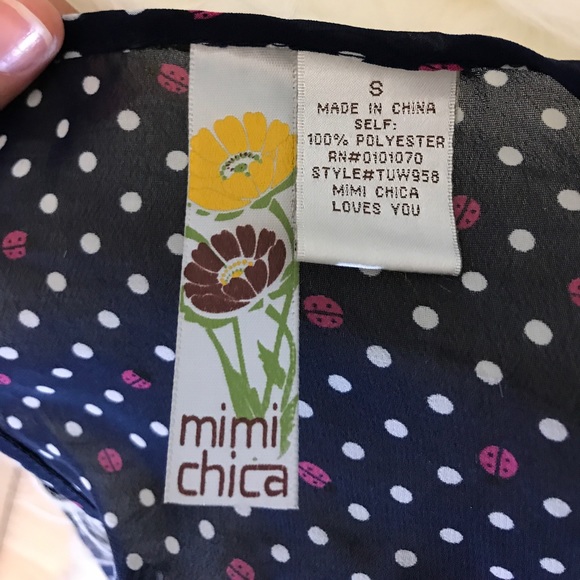 mimi
chica
S
MADE IN CHINA
SELF:
100% POLYESTER
RN#0101070
STYLE#TUW958
MIMI CHICA
LOVES YOU